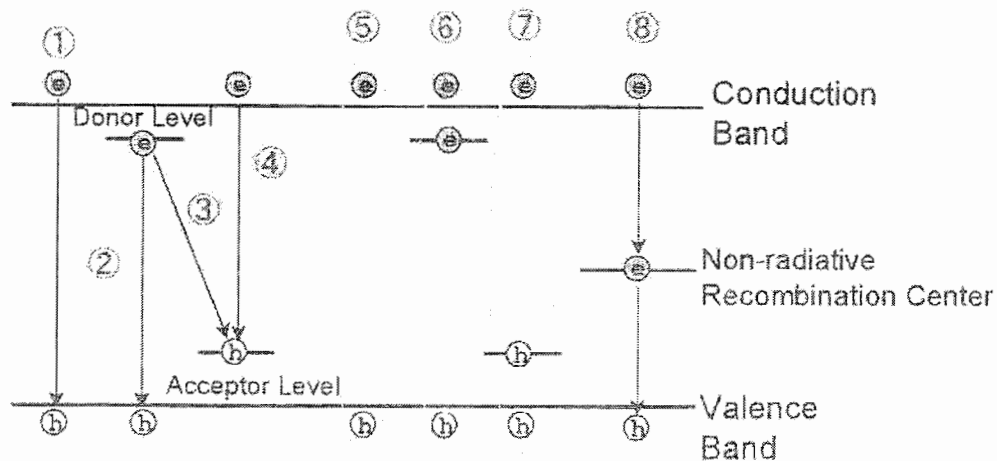 ① ⑤ ⑥ ⑦ ⑧
e e e e e e
Conduction
Band
Donor Level
e e
④
③
②
e
Non-radiative
Recombination Center
h h
Acceptor Level
h h h h h h
Valence
Band